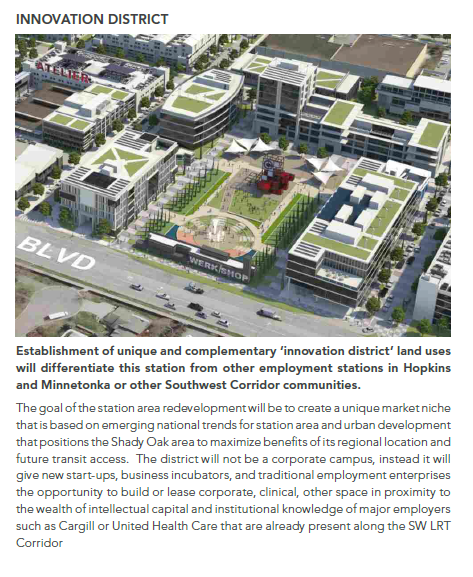 INNOVATION DISTRICT
ATELIER
BLVD
WERK/SHOP
Establishment of unique and complementary ‘innovation district’ land uses
will differentiate this station from other employment stations in Hopkins
and Minnetonka or other Southwest Corridor communities.
The goal of the station area redevelopment will be to create a unique market niche
that is based on emerging national trends for station area and urban development
that positions the Shady Oak area to maximize benefits of its regional location and
future transit access.  The district will not be a corporate campus, instead it will
give new start-ups, business incubators, and traditional employment enterprises
the opportunity to build or lease corporate, clinical, other space in proximity to
the wealth of intellectual capital and institutional knowledge of major employers
such as Cargill or United Health Care that are already present along the SW LRT
Corridor